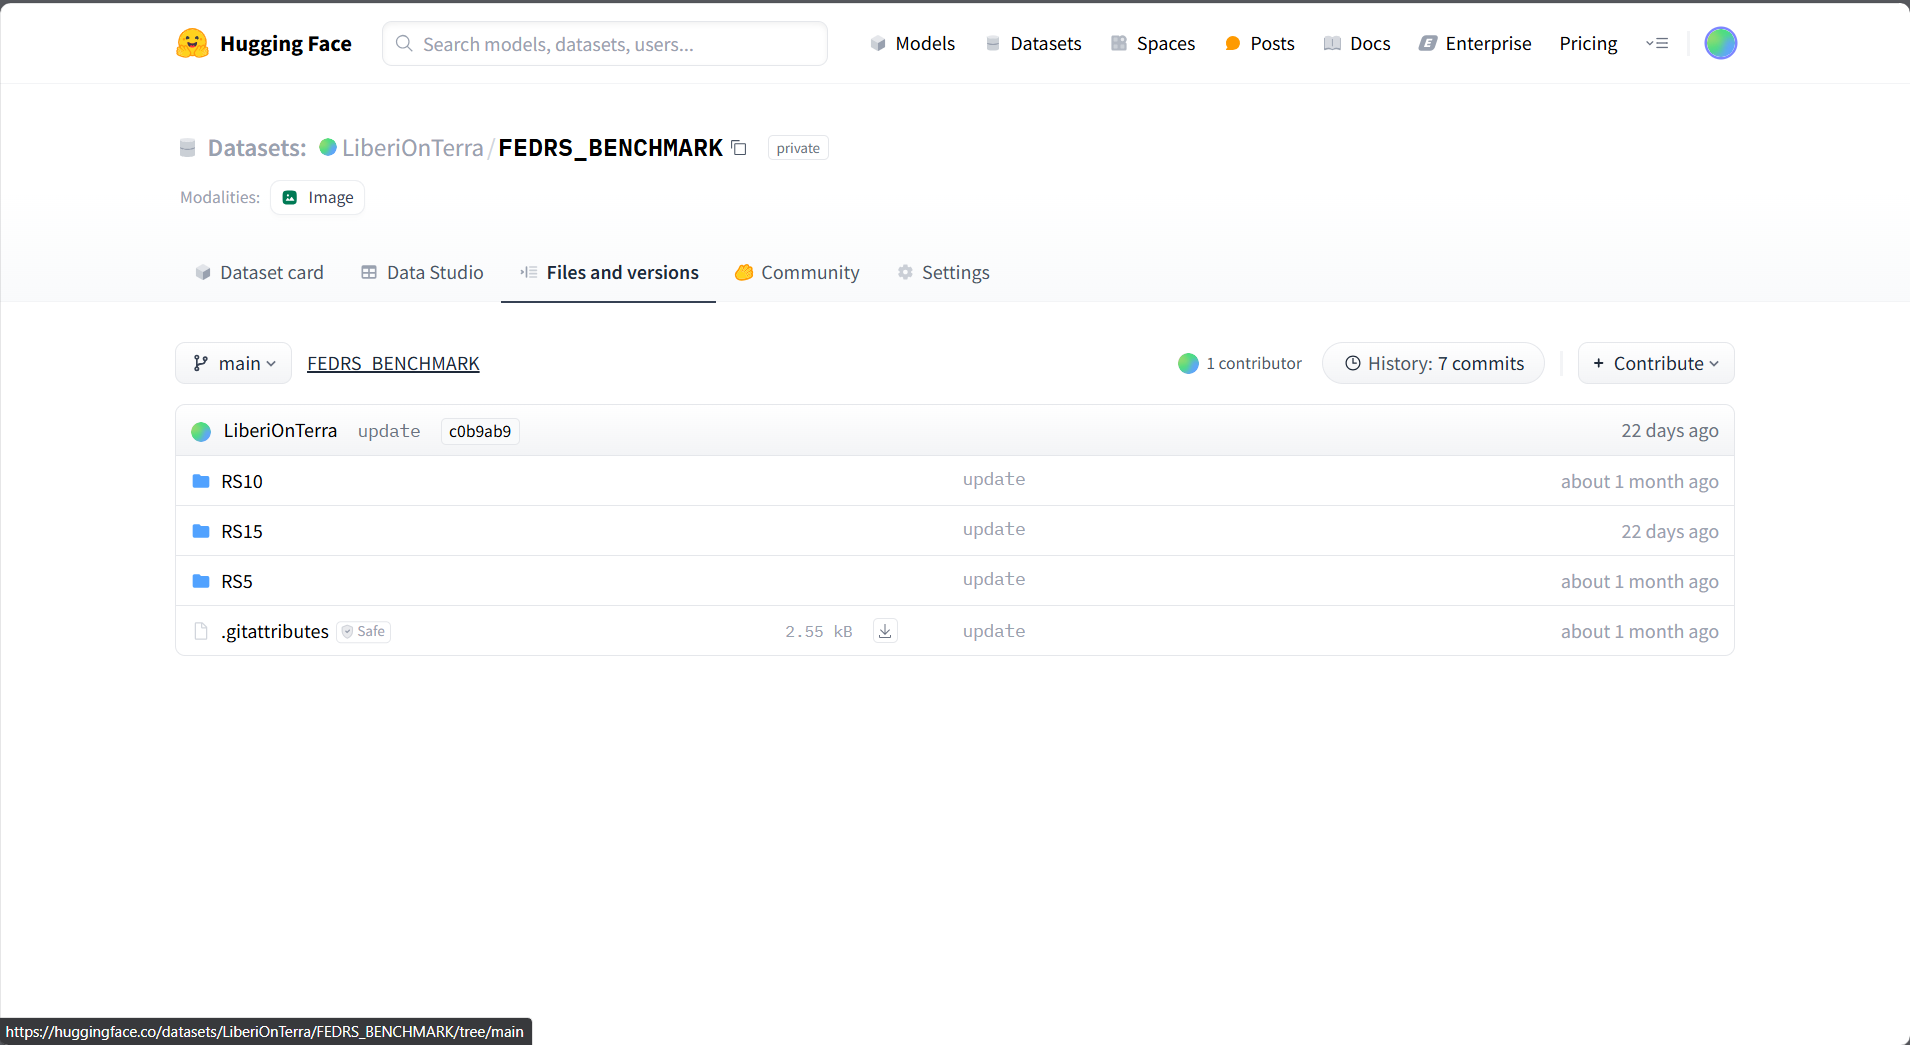 Hugging Face Search models, datasets, users... Models Datasets Spaces Posts Docs Enterprise Pricing
Datasets: LiberiOnTerra/FEDRS_BENCHMARK private
Modalities: Image
Dataset card Data Studio Files and versions Community Settings
main FEDRS_BENCHMARK 1 contributor History: 7 commits + Contribute
LiberiOnTerra update c0b9ab9 22 days ago
RS10 update about 1 month ago
RS15 update 22 days ago
RS5 update about 1 month ago
.gitattributes Safe 2.55 kB update about 1 month ago
https://huggingface.co/datasets/LiberiOnTerra/FEDRS_BENCHMARK/tree/main